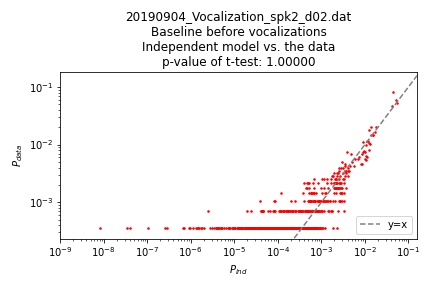 20190904_Vocalization_spk2_d02.dat
Baseline before vocalizations
Independent model vs. the data
p-value of t-test: 1.00000
10⁻¹
10⁻²
10⁻³
P_data
y=x
10⁻⁹ 10⁻⁸ 10⁻⁷ 10⁻⁶ 10⁻⁵ 10⁻⁴ 10⁻³ 10⁻² 10⁻¹
P_ind